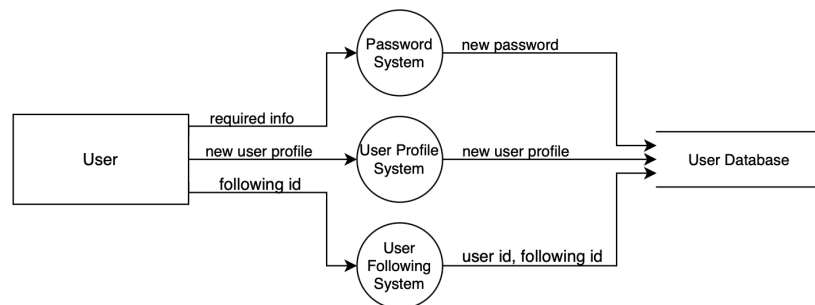 Password
System
new password
required info
User
new user profile
User Profile
System
new user profile
User Database
following id
User
Following
System
user id, following id